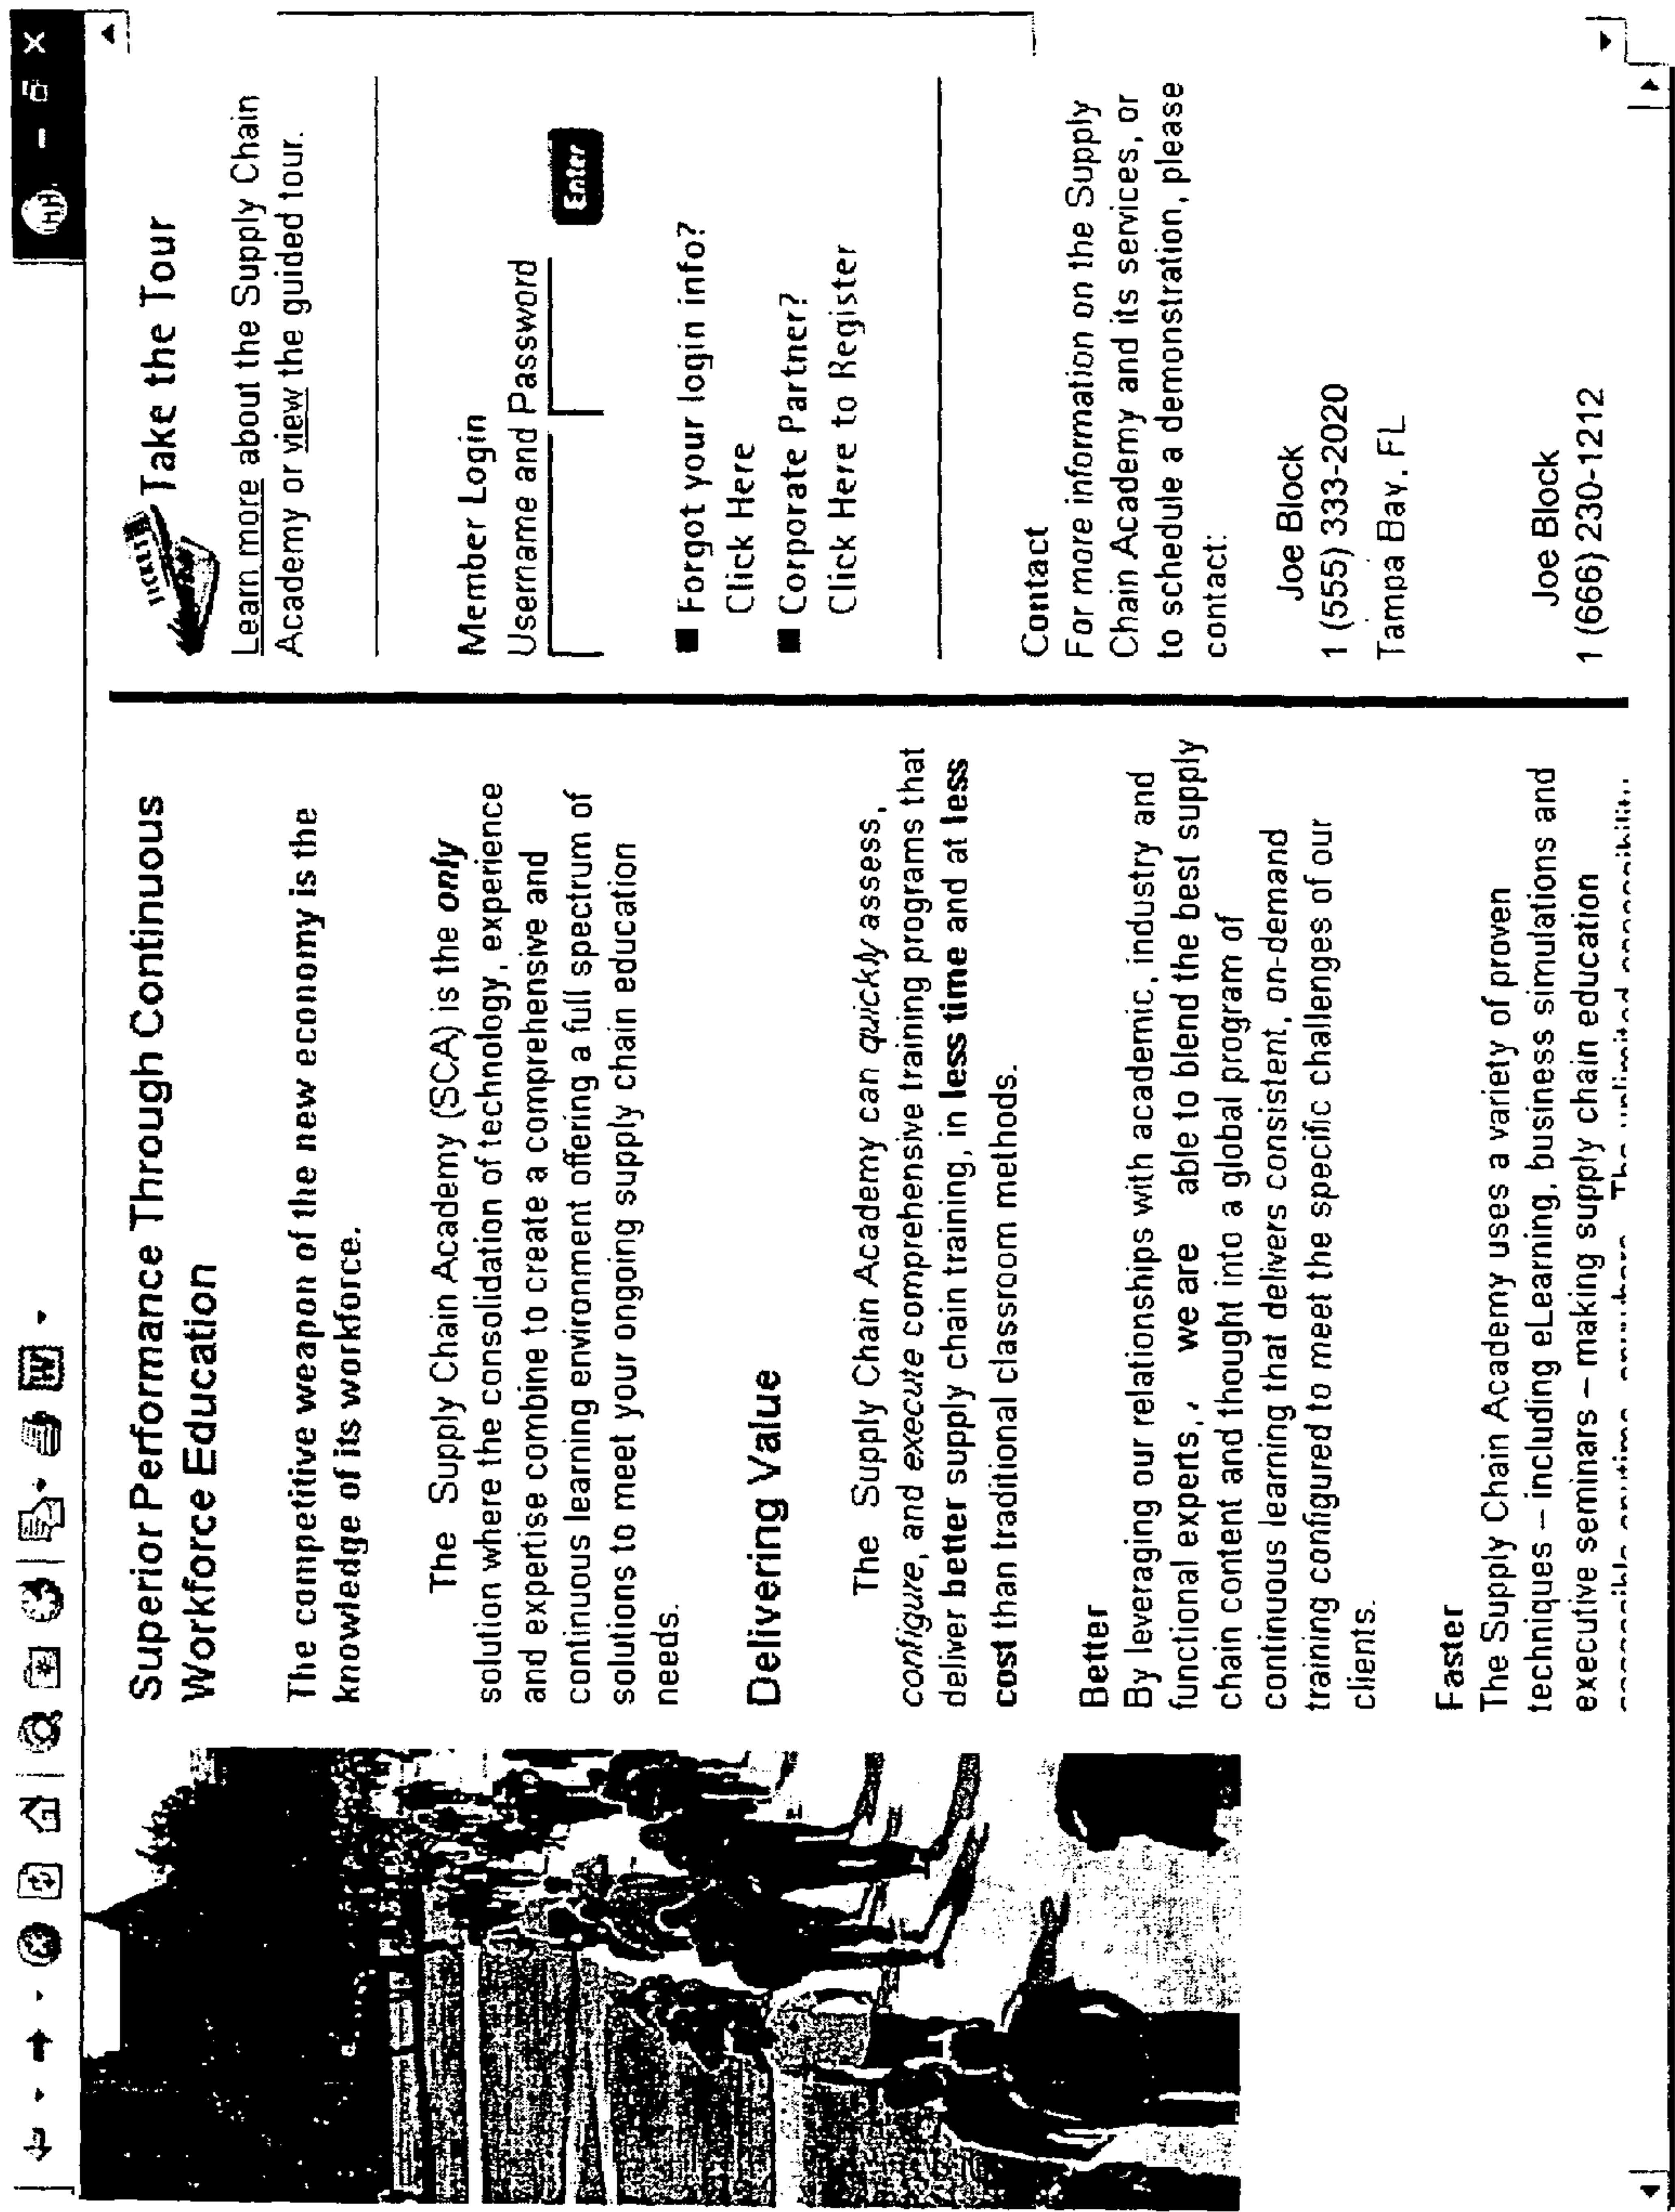 Superior Performance Through Continuous
Workforce Education
The competitive weapon of the new economy is the
knowledge of its workforce.
The Supply Chain Academy (SCA) is the only
solution where the consolidation of technology, experience
and expertise combine to create a comprehensive and
continuous learning environment offering a full spectrum of
solutions to meet your ongoing supply chain education
needs.
Delivering Value
The Supply Chain Academy can quickly assess,
configure, and execute comprehensive training programs that
deliver better supply chain training, in less time and at less
cost than traditional classroom methods.
Better
By leveraging our relationships with academic, industry and
functional experts, , we are able to blend the best supply
chain content and thought into a global program of
continuous learning that delivers consistent, on-demand
training configured to meet the specific challenges of our
clients.
Faster
The Supply Chain Academy uses a variety of proven
techniques – including eLearning, business simulations and
executive seminars – making supply chain education
TICKET
Take the Tour
Learn more about the Supply Chain
Academy or view the guided tour.
Member Login
Username and Password
Enter
■ Forgot your login info?
Click Here
■ Corporate Partner?
Click Here to Register
Contact
For more information on the Supply
Chain Academy and its services, or
to schedule a demonstration, please
contact:
Joe Block
1 (555) 333-2020
Tampa Bay, FL
Joe Block
1 (666) 230-1212